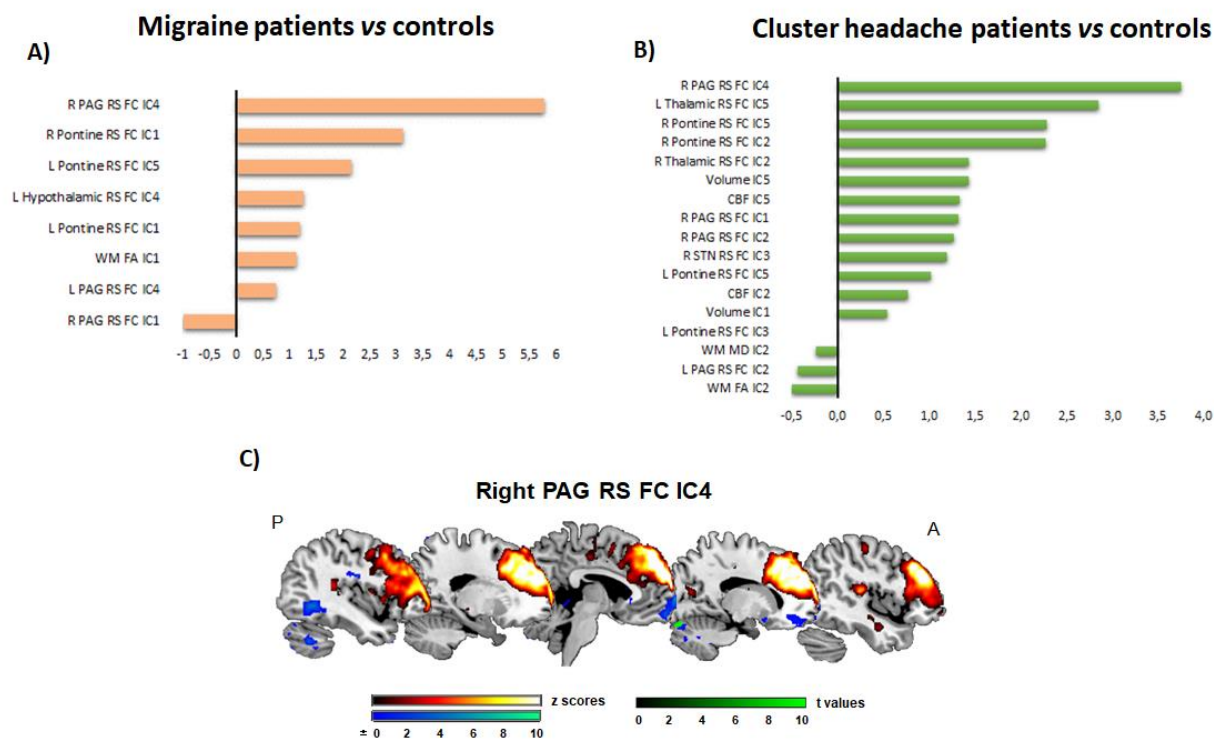 Migraine patients vs controls
A)
R PAG RS FC IC4
R Pontine RS FC IC1
L Pontine RS FC IC5
L Hypothalamic RS FC IC4
L Pontine RS FC IC1
WM FA IC1
L PAG RS FC IC4
R PAG RS FC IC1
-1 -0,5 0 0,5 1 1,5 2 2,5 3 3,5 4 4,5 5 5,5 6
Cluster headache patients vs controls
B)
R PAG RS FC IC4
L Thalamic RS FC IC5
R Pontine RS FC IC5
R Pontine RS FC IC2
R Thalamic RS FC IC2
Volume IC5
CBF IC5
R PAG RS FC IC1
R PAG RS FC IC2
R STN RS FC IC3
L Pontine RS FC IC5
CBF IC2
Volume IC1
L Pontine RS FC IC3
WM MD IC2
L PAG RS FC IC2
WM FA IC2
-0,5 0,0 0,5 1,0 1,5 2,0 2,5 3,0 3,5 4,0
C)
Right PAG RS FC IC4
P A
z scores t values
± 0 2 4 6 8 10 0 2 4 6 8 10